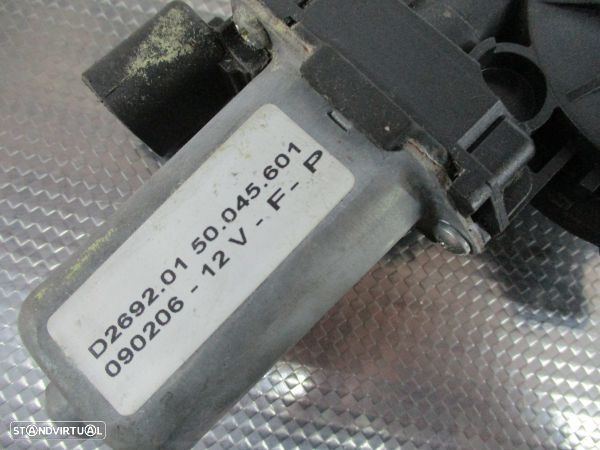 D2692.01 50.045.601
090206 - 12 V - F - P
STANDVIRTUAL